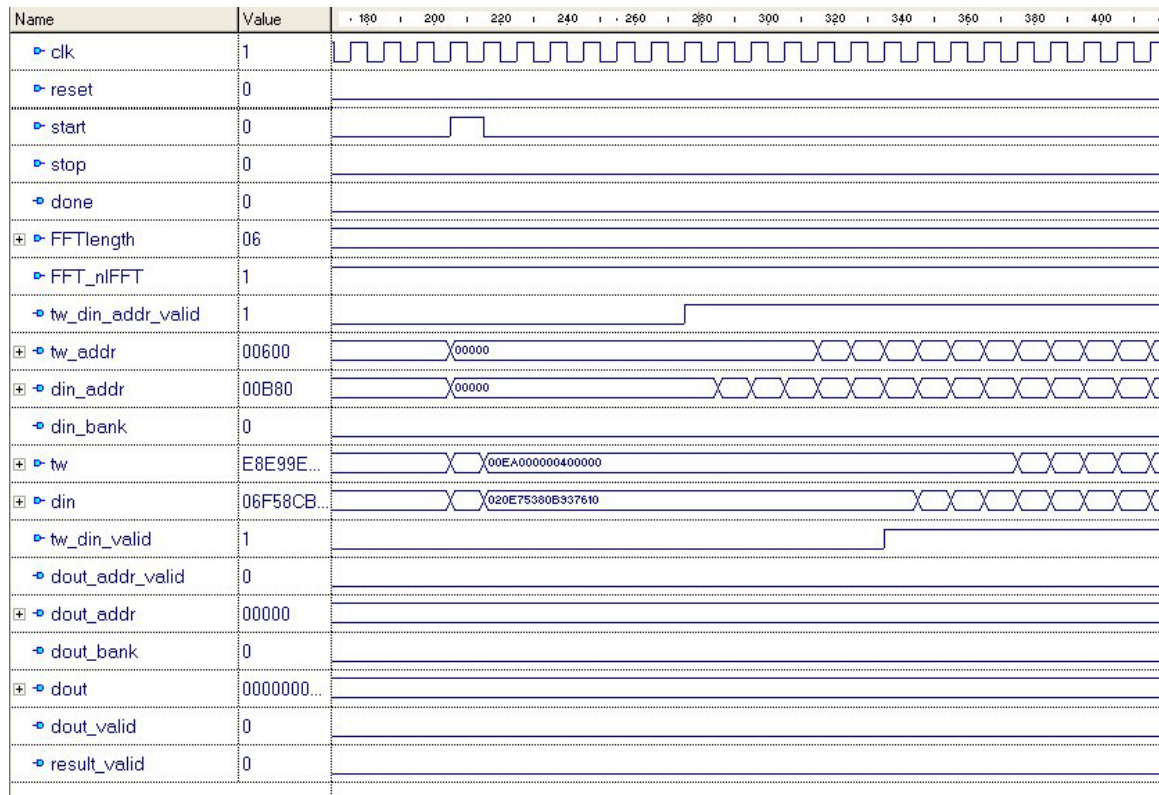 Name Value 180 200 220 240 260 280 300 320 340 360 380 400
clk 1
reset 0
start 0
stop 0
done 0
FFTlength 06
FFT_nIFFT 1
tw_din_addr_valid 1
tw_addr 00600 00000
din_addr 00B80 00000
din_bank 0
tw E8E99E... 00EA000000400000
din 06F58CB... 020E75380B937610
tw_din_valid 1
dout_addr_valid 0
dout_addr 00000
dout_bank 0
dout 0000000...
dout_valid 0
result_valid 0